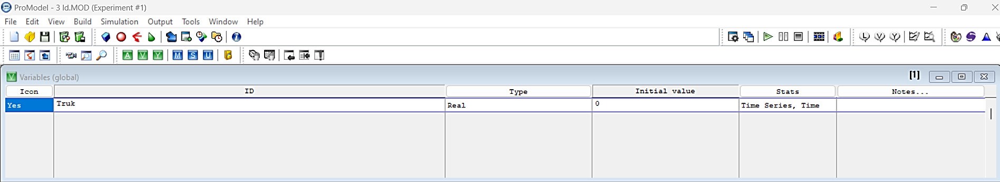 ProModel - 3 Id.MOD (Experiment #1)
File Edit View Build Simulation Output Tools Window Help
L V Y
A V Y M S U
Variables (global) [1]
Icon ID Type Initial value Stats Notes...
Yes Truk Real 0 Time Series, Time